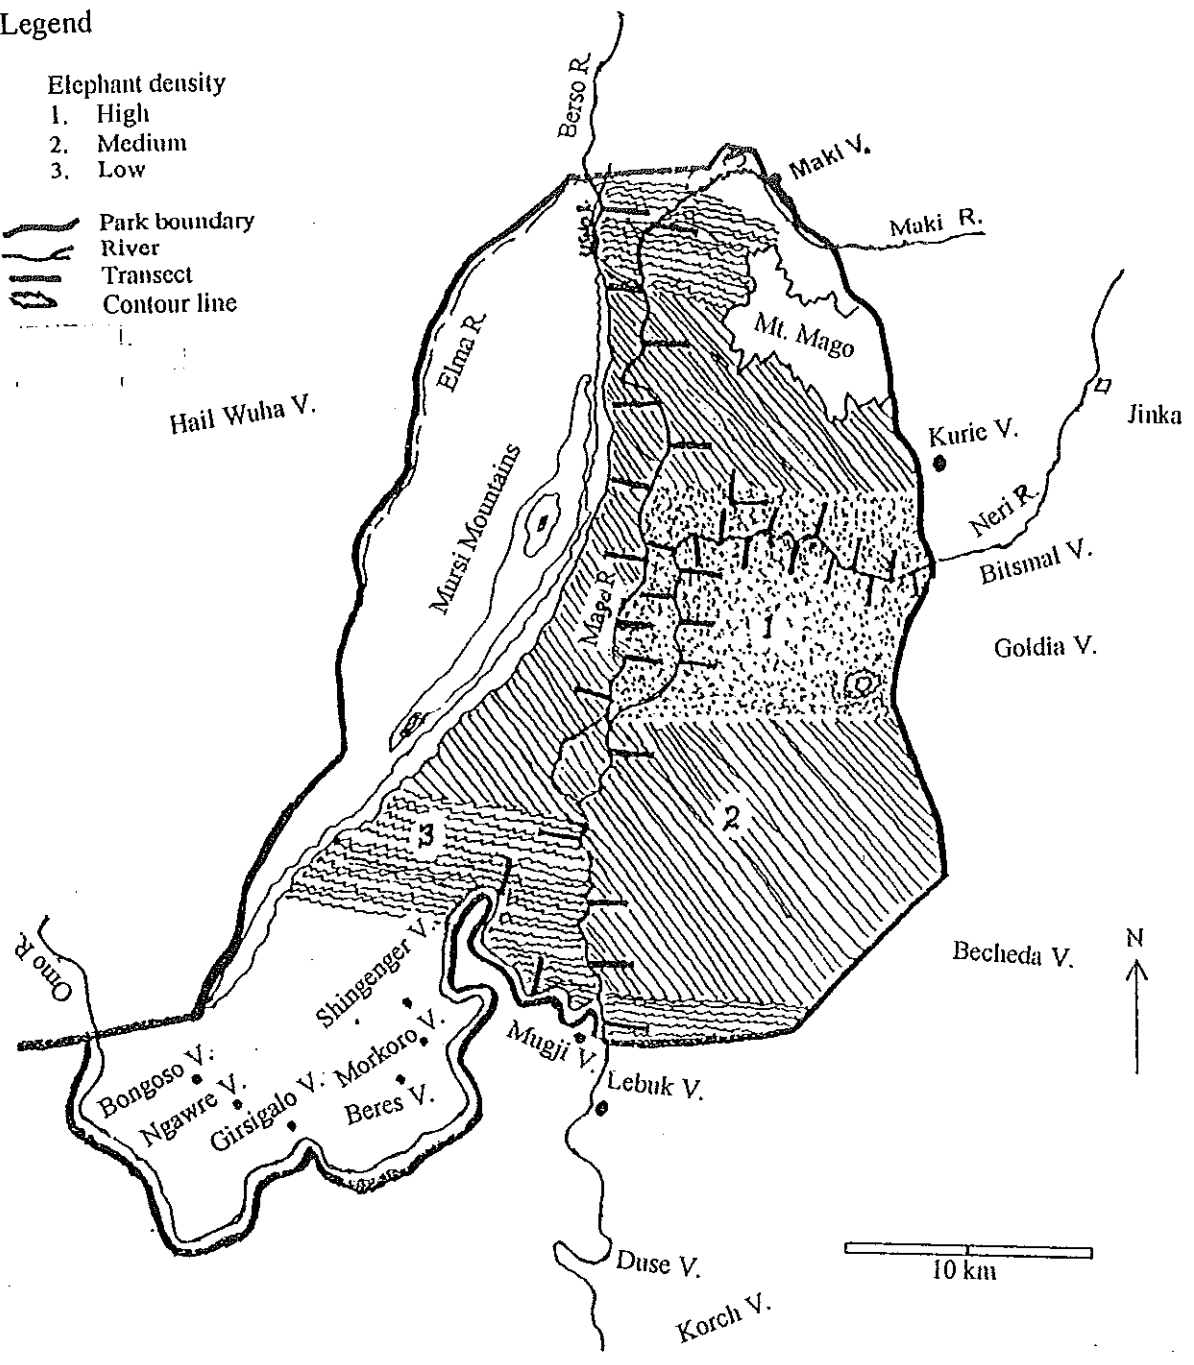 Legend
Elephant density
1. High
2. Medium
3. Low
Park boundary
River
Transect
Contour line
Berso R.
Maki V.
Maki R.
Elma R.
Mt. Mago
Hail Wuha V.
Jinka
Kurie V.
Mursi Mountains
Neri R.
Bitsmal V.
Mago R.
1
Goldia V.
2
3
Omo R.
Shingenger V.
Becheda V.
N
Mugji V.
Morkoro V.
Bongoso V.
Ngawre V.
Girsigalo V.
Beres V.
Lebuk V.
Duse V.
10 km
Korch V.